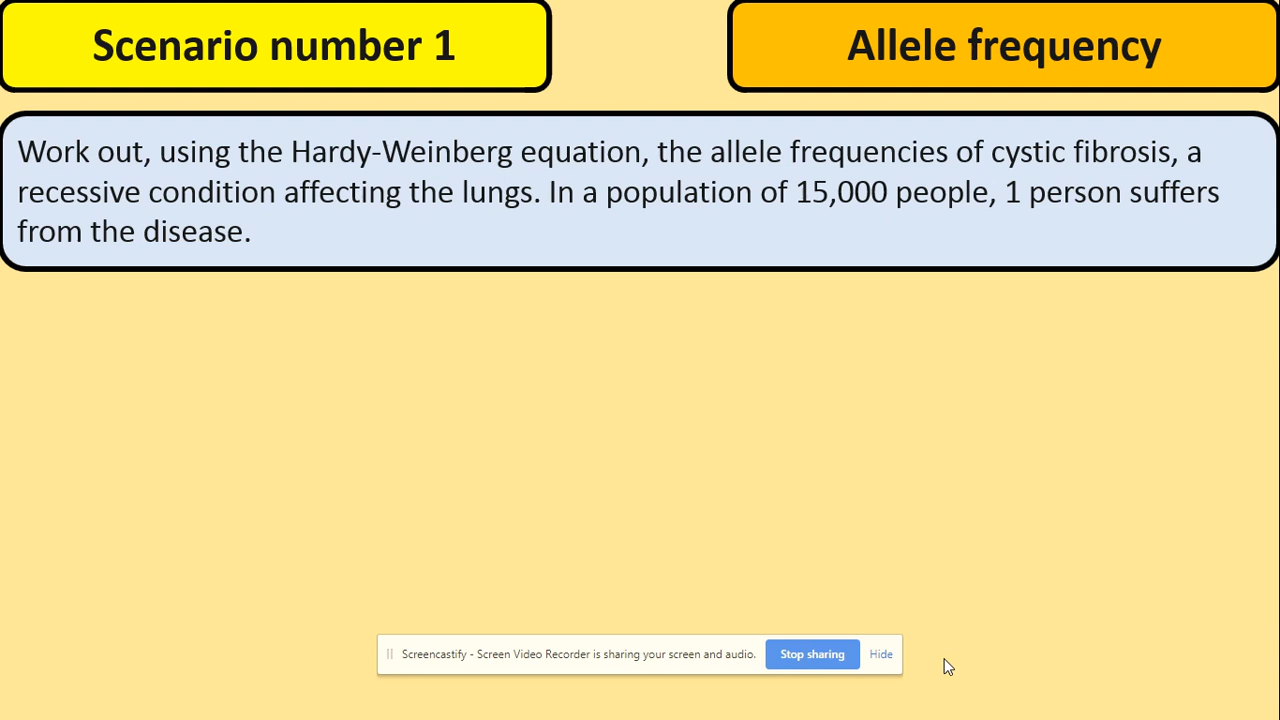 Scenario number 1
Allele frequency
Work out, using the Hardy-Weinberg equation, the allele frequencies of cystic fibrosis, a
recessive condition affecting the lungs. In a population of 15,000 people, 1 person suffers
from the disease.
Screencastify - Screen Video Recorder is sharing your screen and audio.
Stop sharing
Hide